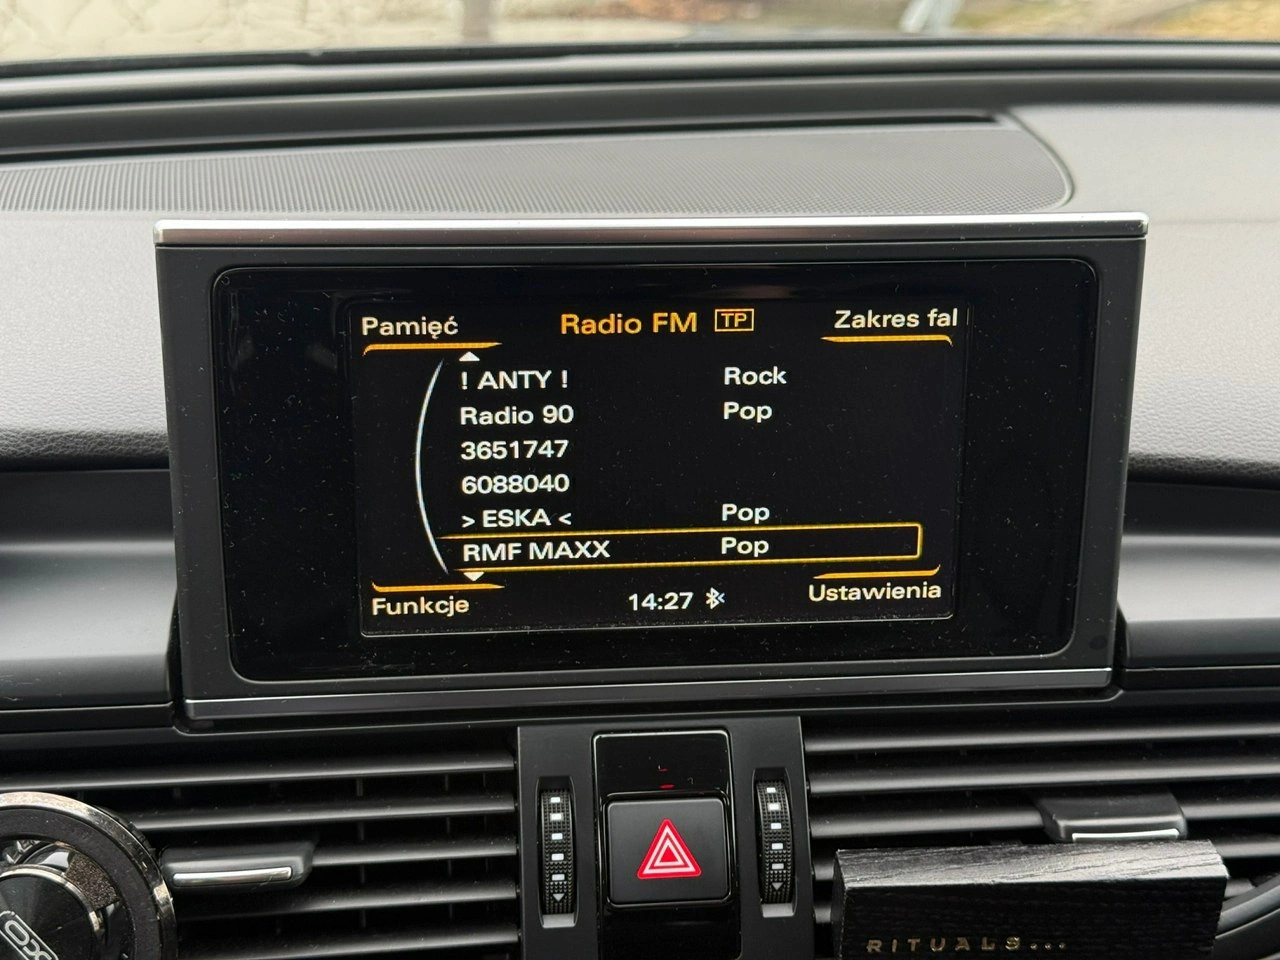 Pamięć Radio FM TP Zakres fal
! ANTY ! Rock
Radio 90 Pop
3651747
6088040
> ESKA < Pop
RMF MAXX Pop
Funkcje 14:27 Ustawienia
RITUALS...